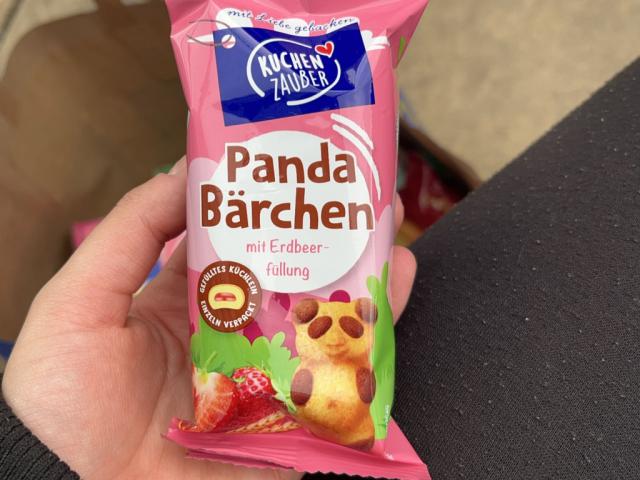 mit Liebe gebacken
KUCHEN
ZAUBER
Panda
Bärchen
mit Erdbeer-
füllung
GEFÜLLTES KÜCHLEIN
EINZELN VERPACKT